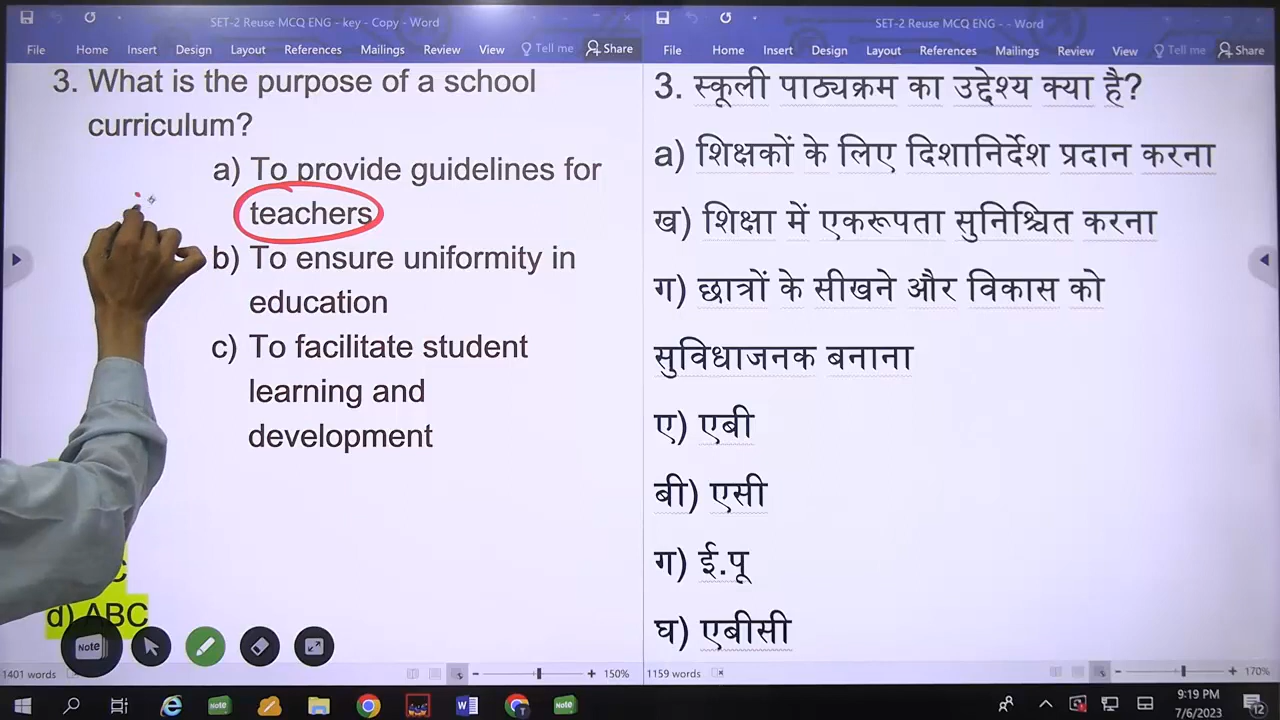 SET-2 Reuse MCQ ENG - key - Copy - Word
File Home Insert Design Layout References Mailings Review View Tell me Share
3. What is the purpose of a school
curriculum?
a) To provide guidelines for
teachers
b) To ensure uniformity in
education
c) To facilitate student
learning and
development
C
d) ABC
Note
1401 words
150%
SET-2 Reuse MCQ ENG - - Word
File Home Insert Design Layout References Mailings Review View Tell me Share
3. स्कूली पाठ्यक्रम का उद्देश्य क्या है?
a) शिक्षकों के लिए दिशानिर्देश प्रदान करना
ख) शिक्षा में एकरूपता सुनिश्चित करना
ग) छात्रों के सीखने और विकास को
सुविधाजनक बनाना
ए) एबी
बी) एसी
ग) ई.पू
घ) एबीसी
1159 words
170%
Note
Note
9:19 PM
7/6/2023
12